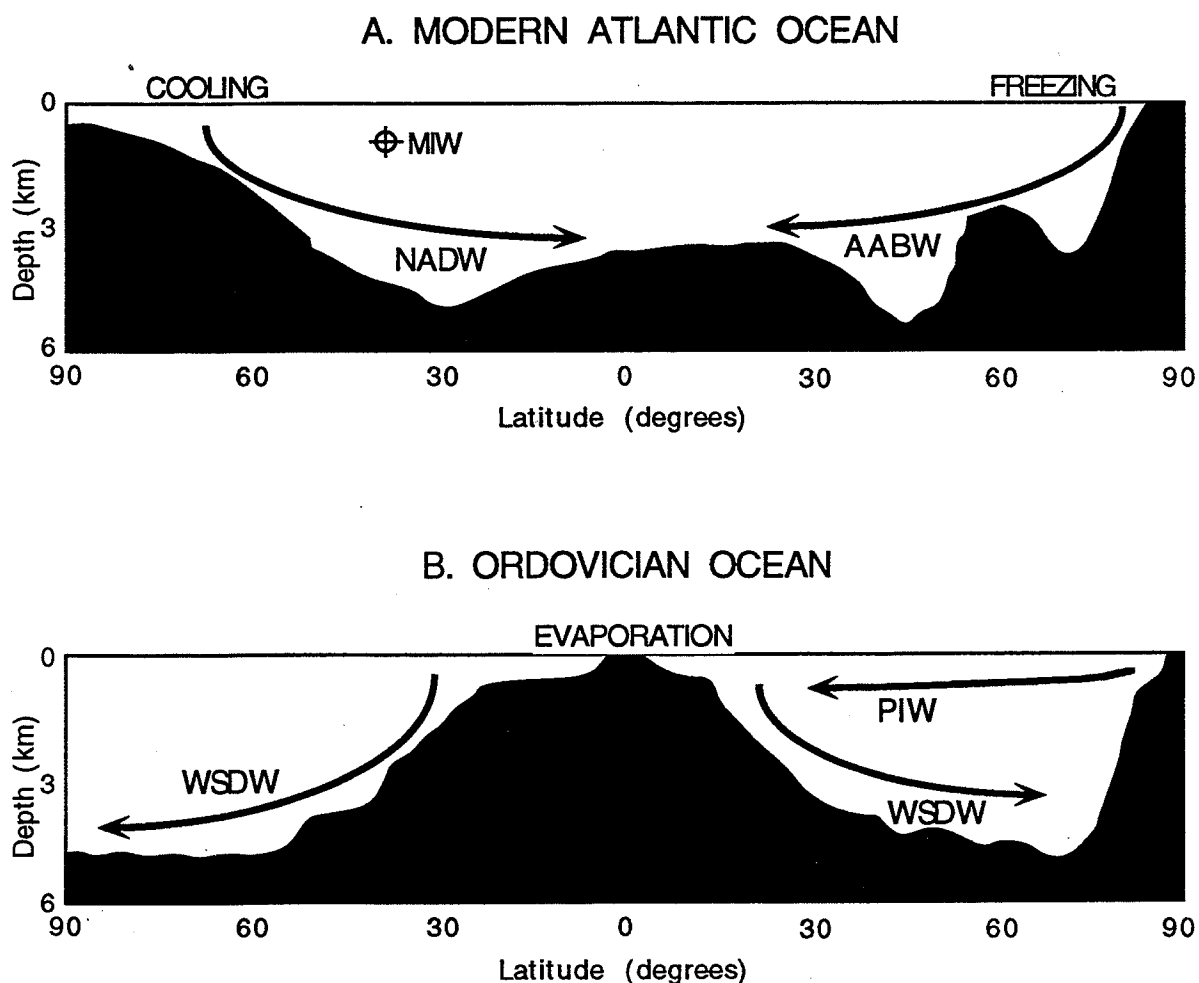 A. MODERN ATLANTIC OCEAN
COOLING
FREEZING
0
MIW
Depth (km)
3
NADW
AABW
6
90 60 30 0 30 60 90
Latitude (degrees)
B. ORDOVICIAN OCEAN
EVAPORATION
0
PIW
Depth (km)
3
WSDW
WSDW
6
90 60 30 0 30 60 90
Latitude (degrees)